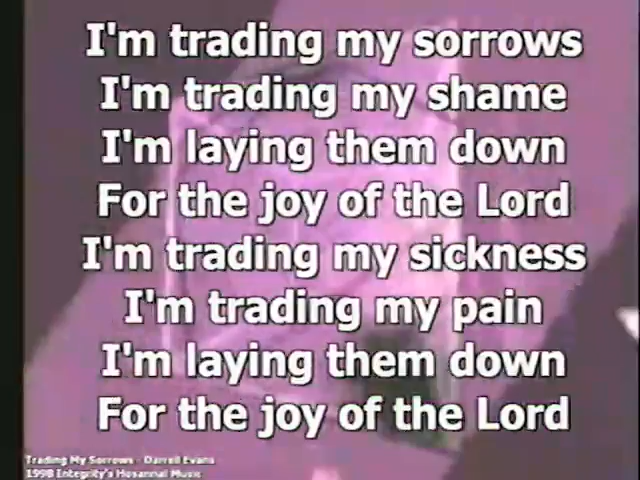 I'm trading my sorrows
I'm trading my shame
I'm laying them down
For the joy of the Lord
I'm trading my sickness
I'm trading my pain
I'm laying them down
For the joy of the Lord
Trading My Sorrows - Darrell Evans
1998 Integrity's Hosanna! Music